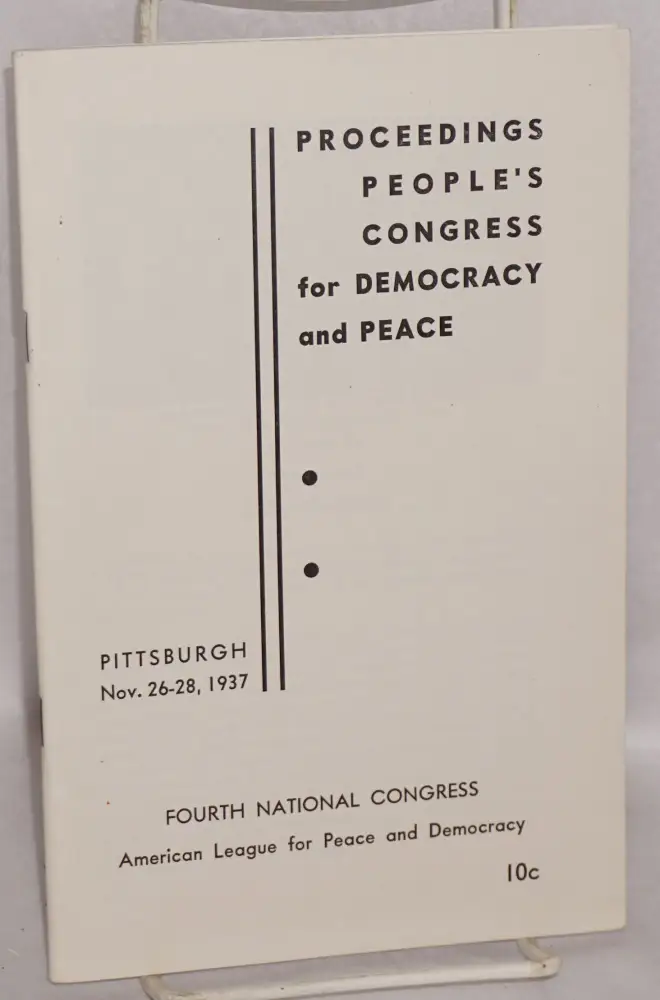 PROCEEDINGS
PEOPLE'S
CONGRESS
for DEMOCRACY
and PEACE
PITTSBURGH
Nov. 26-28, 1937
FOURTH NATIONAL CONGRESS
American League for Peace and Democracy
10c